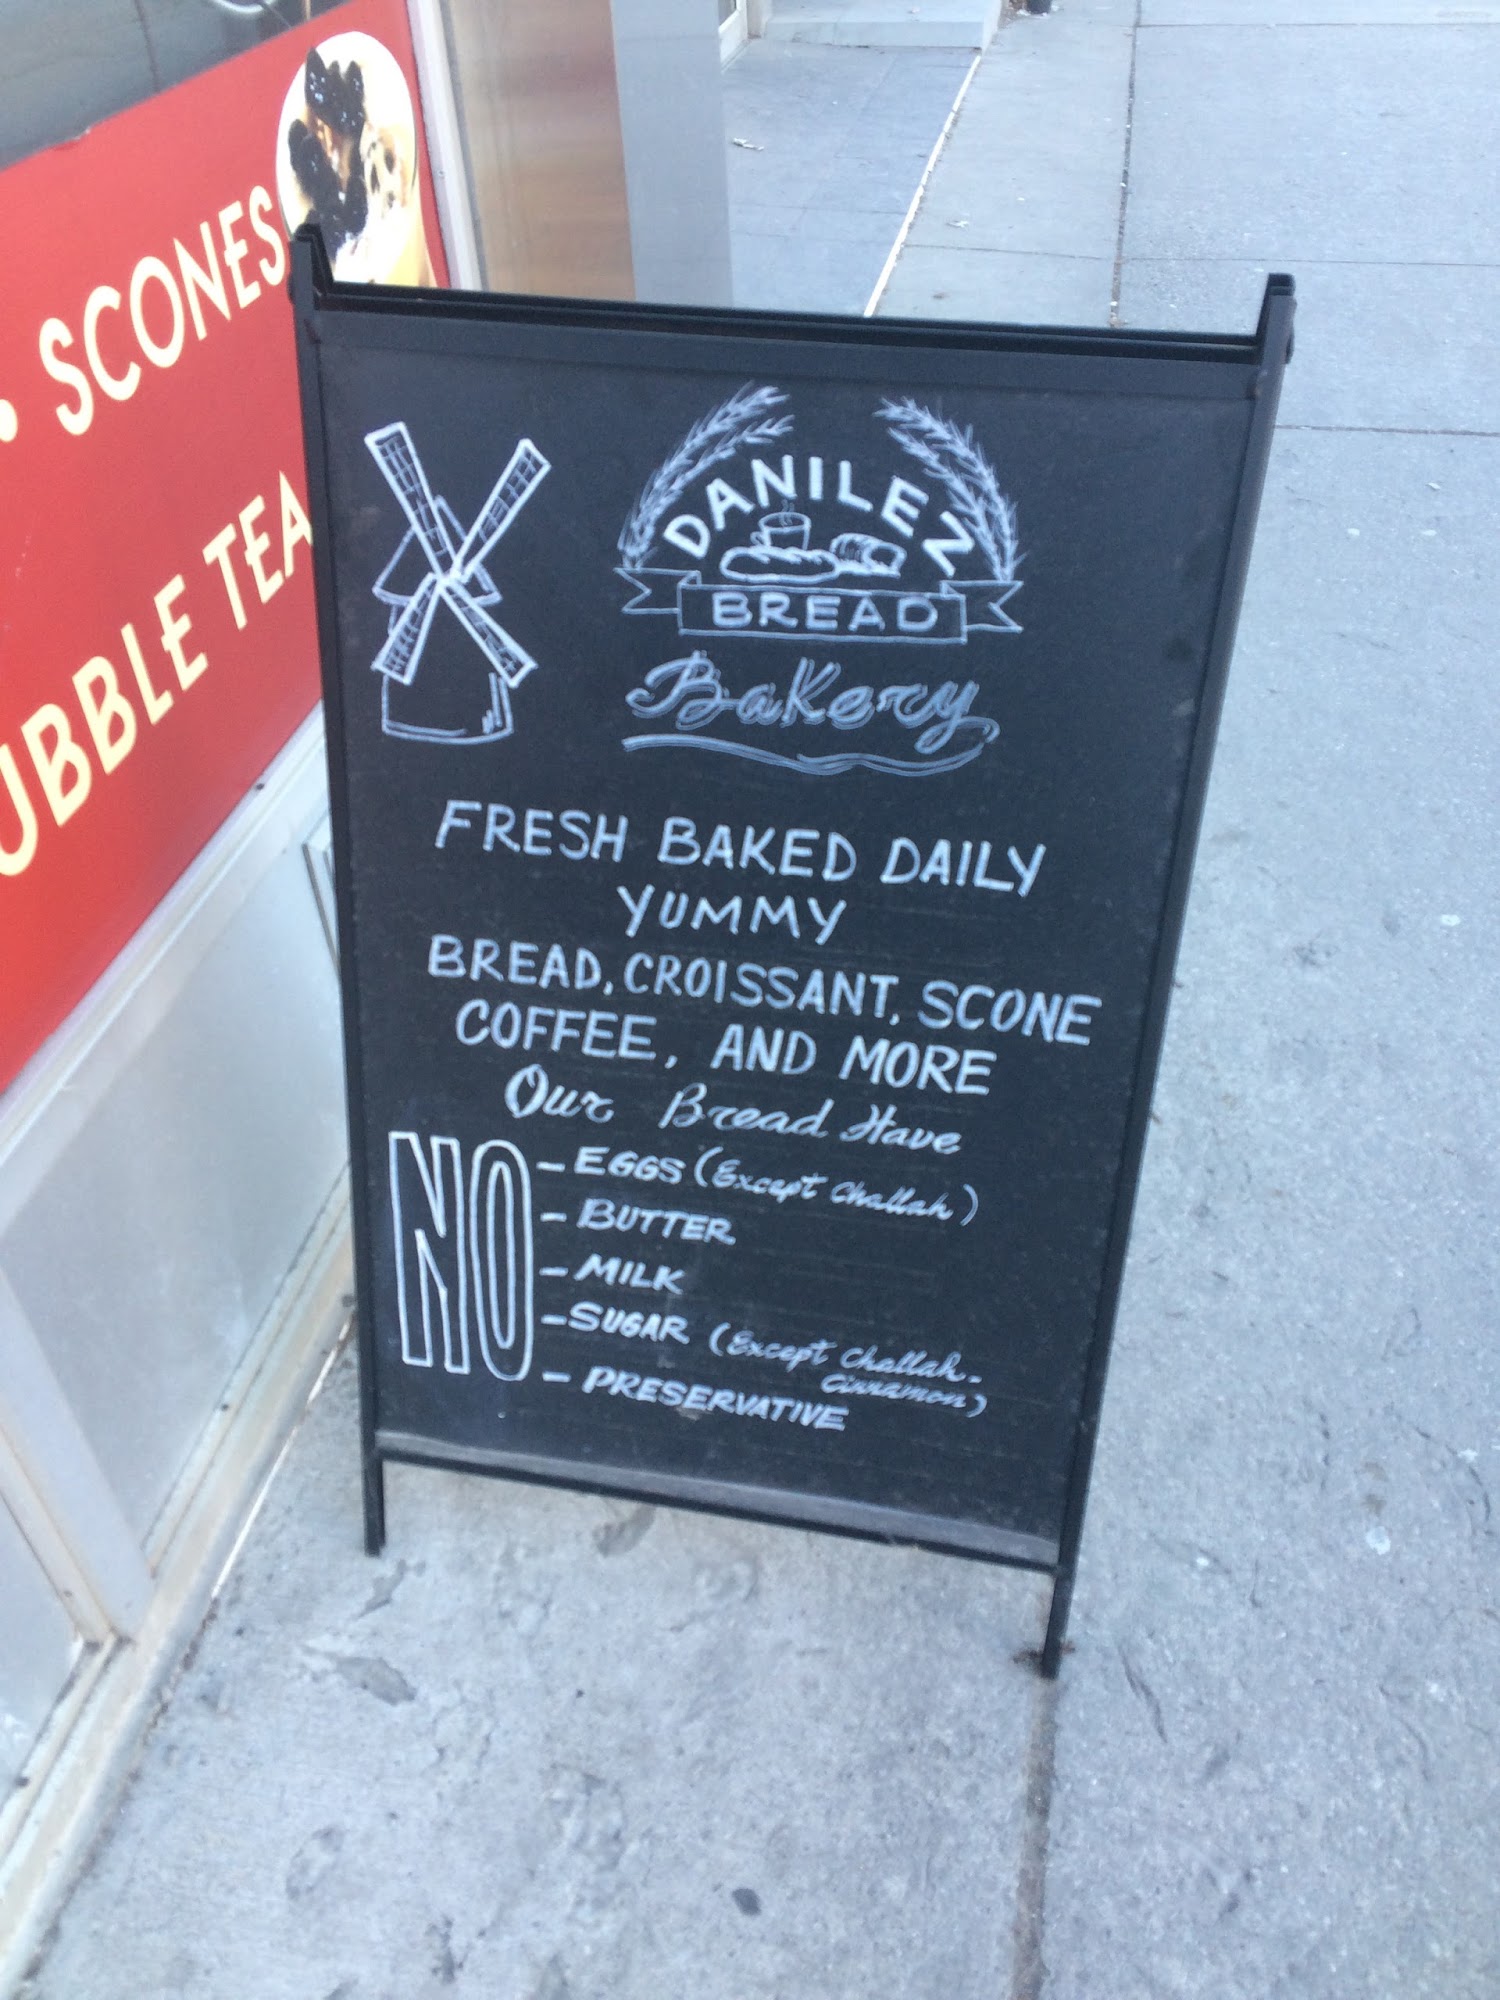 SCONES
UBBLE TEA
DANILEZ
BREAD
Bakery
FRESH BAKED DAILY
YUMMY
BREAD, CROISSANT, SCONE
COFFEE, AND MORE
Our Bread Have
NO
- EGGS (Except Challah)
- BUTTER
- MILK
- SUGAR (Except Challah-
Cinnamon)
- PRESERVATIVE